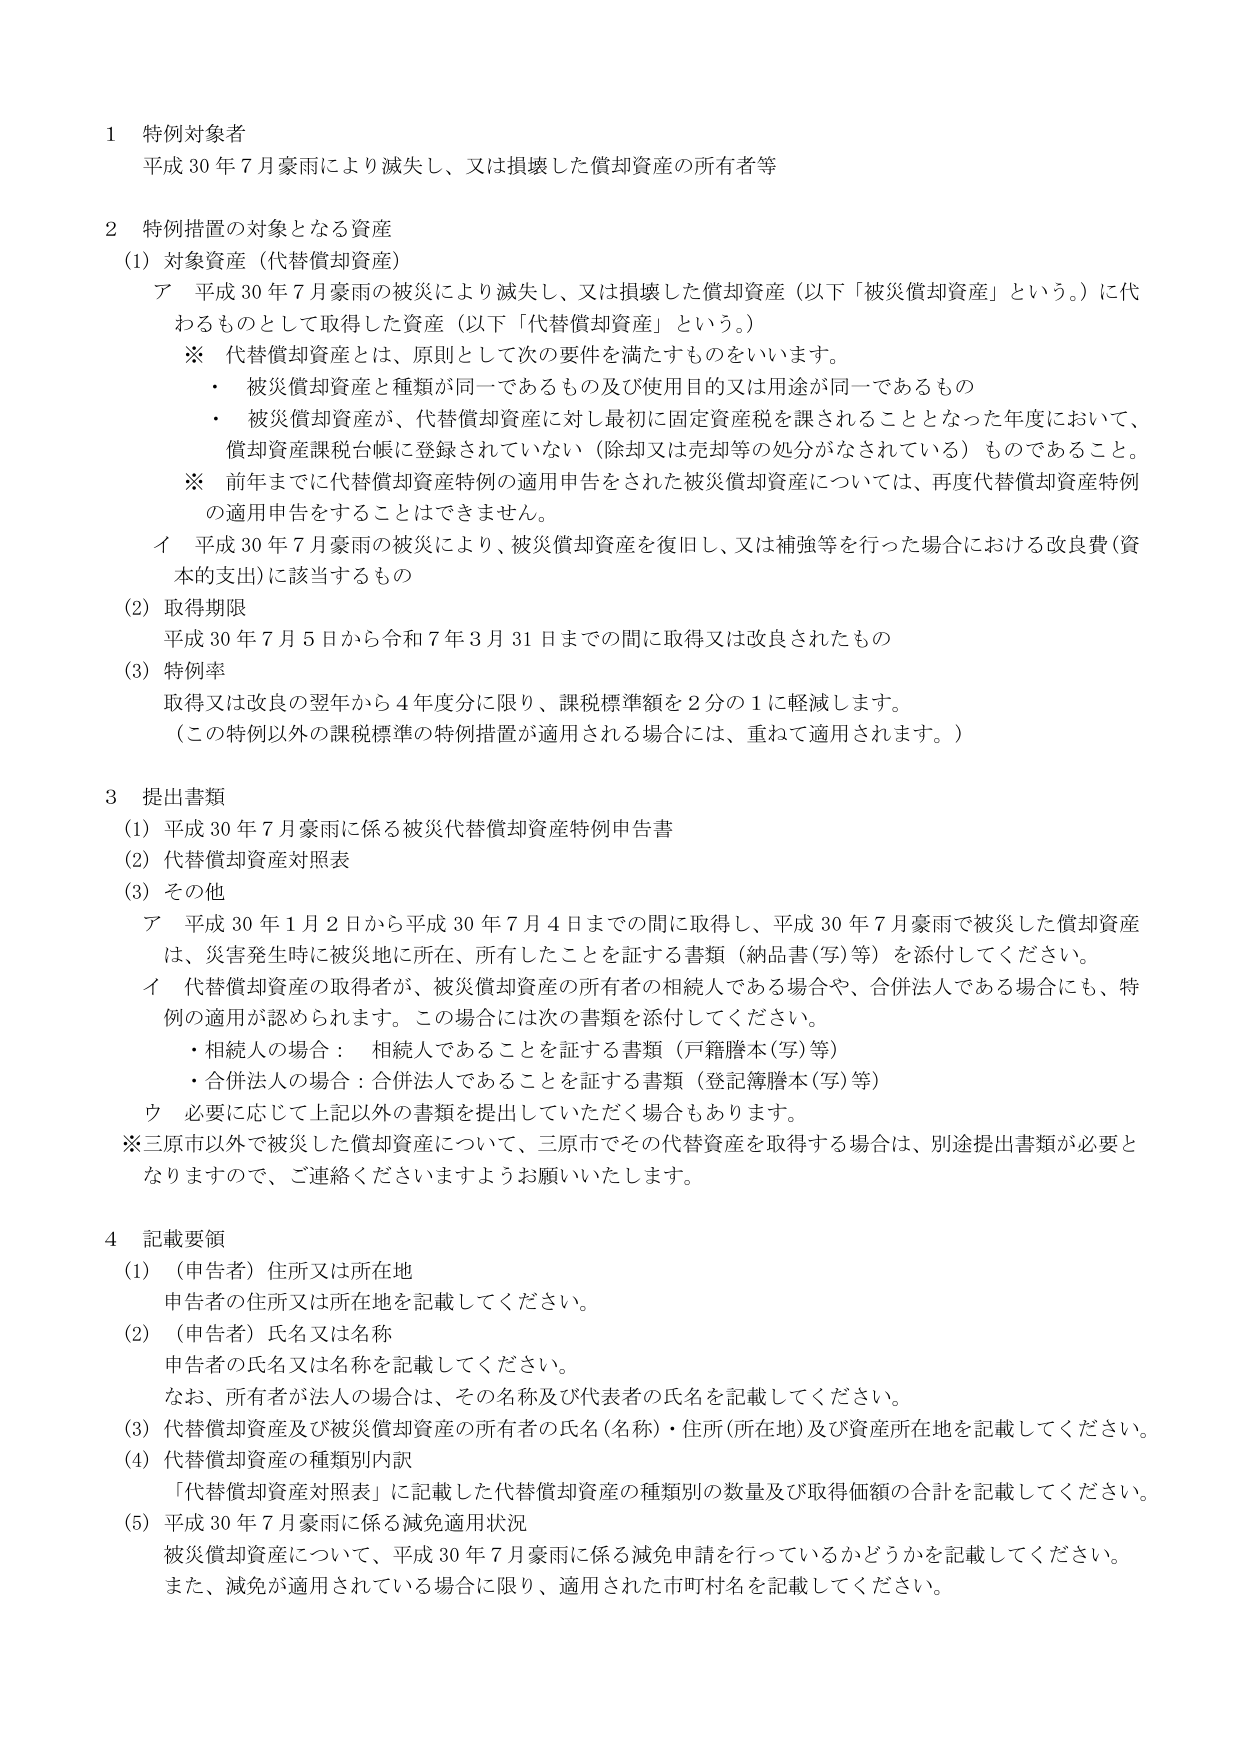 １　特例対象者
平成 30 年７月豪雨により滅失し、又は損壊した償却資産の所有者等
２　特例措置の対象となる資産
(1) 対象資産（代替償却資産）
ア　平成 30 年７月豪雨の被災により滅失し、又は損壊した償却資産（以下「被災償却資産」という。）に代
わるものとして取得した資産（以下「代替償却資産」という。）
※　代替償却資産とは、原則として次の要件を満たすものをいいます。
・　被災償却資産と種類が同一であるもの及び使用目的又は用途が同一であるもの
・　被災償却資産が、代替償却資産に対し最初に固定資産税を課されることとなった年度において、
償却資産課税台帳に登録されていない（除却又は売却等の処分がなされている）ものであること。
※　前年までに代替償却資産特例の適用申告をされた被災償却資産については、再度代替償却資産特例
の適用申告をすることはできません。
イ　平成 30 年７月豪雨の被災により、被災償却資産を復旧し、又は補強等を行った場合における改良費(資
本的支出)に該当するもの
(2) 取得期限
平成 30 年７月５日から令和７年３月 31 日までの間に取得又は改良されたもの
(3) 特例率
取得又は改良の翌年から４年度分に限り、課税標準額を２分の１に軽減します。
（この特例以外の課税標準の特例措置が適用される場合には、重ねて適用されます。）
３　提出書類
(1) 平成 30 年７月豪雨に係る被災代替償却資産特例申告書
(2) 代替償却資産対照表
(3) その他
ア　平成 30 年１月２日から平成 30 年７月４日までの間に取得し、平成 30 年７月豪雨で被災した償却資産
は、災害発生時に被災地に所在、所有したことを証する書類（納品書(写)等）を添付してください。
イ　代替償却資産の取得者が、被災償却資産の所有者の相続人である場合や、合併法人である場合にも、特
例の適用が認められます。この場合には次の書類を添付してください。
・相続人の場合：　相続人であることを証する書類（戸籍謄本(写)等）
・合併法人の場合：合併法人であることを証する書類（登記簿謄本(写)等）
ウ　必要に応じて上記以外の書類を提出していただく場合もあります。
※三原市以外で被災した償却資産について、三原市でその代替資産を取得する場合は、別途提出書類が必要と
なりますので、ご連絡くださいますようお願いいたします。
４　記載要領
(1) （申告者）住所又は所在地
申告者の住所又は所在地を記載してください。
(2) （申告者）氏名又は名称
申告者の氏名又は名称を記載してください。
なお、所有者が法人の場合は、その名称及び代表者の氏名を記載してください。
(3) 代替償却資産及び被災償却資産の所有者の氏名(名称)・住所(所在地)及び資産所在地を記載してください。
(4) 代替償却資産の種類別内訳
「代替償却資産対照表」に記載した代替償却資産の種類別の数量及び取得価額の合計を記載してください。
(5) 平成 30 年７月豪雨に係る減免適用状況
被災償却資産について、平成 30 年７月豪雨に係る減免申請を行っているかどうかを記載してください。
また、減免が適用されている場合に限り、適用された市町村名を記載してください。